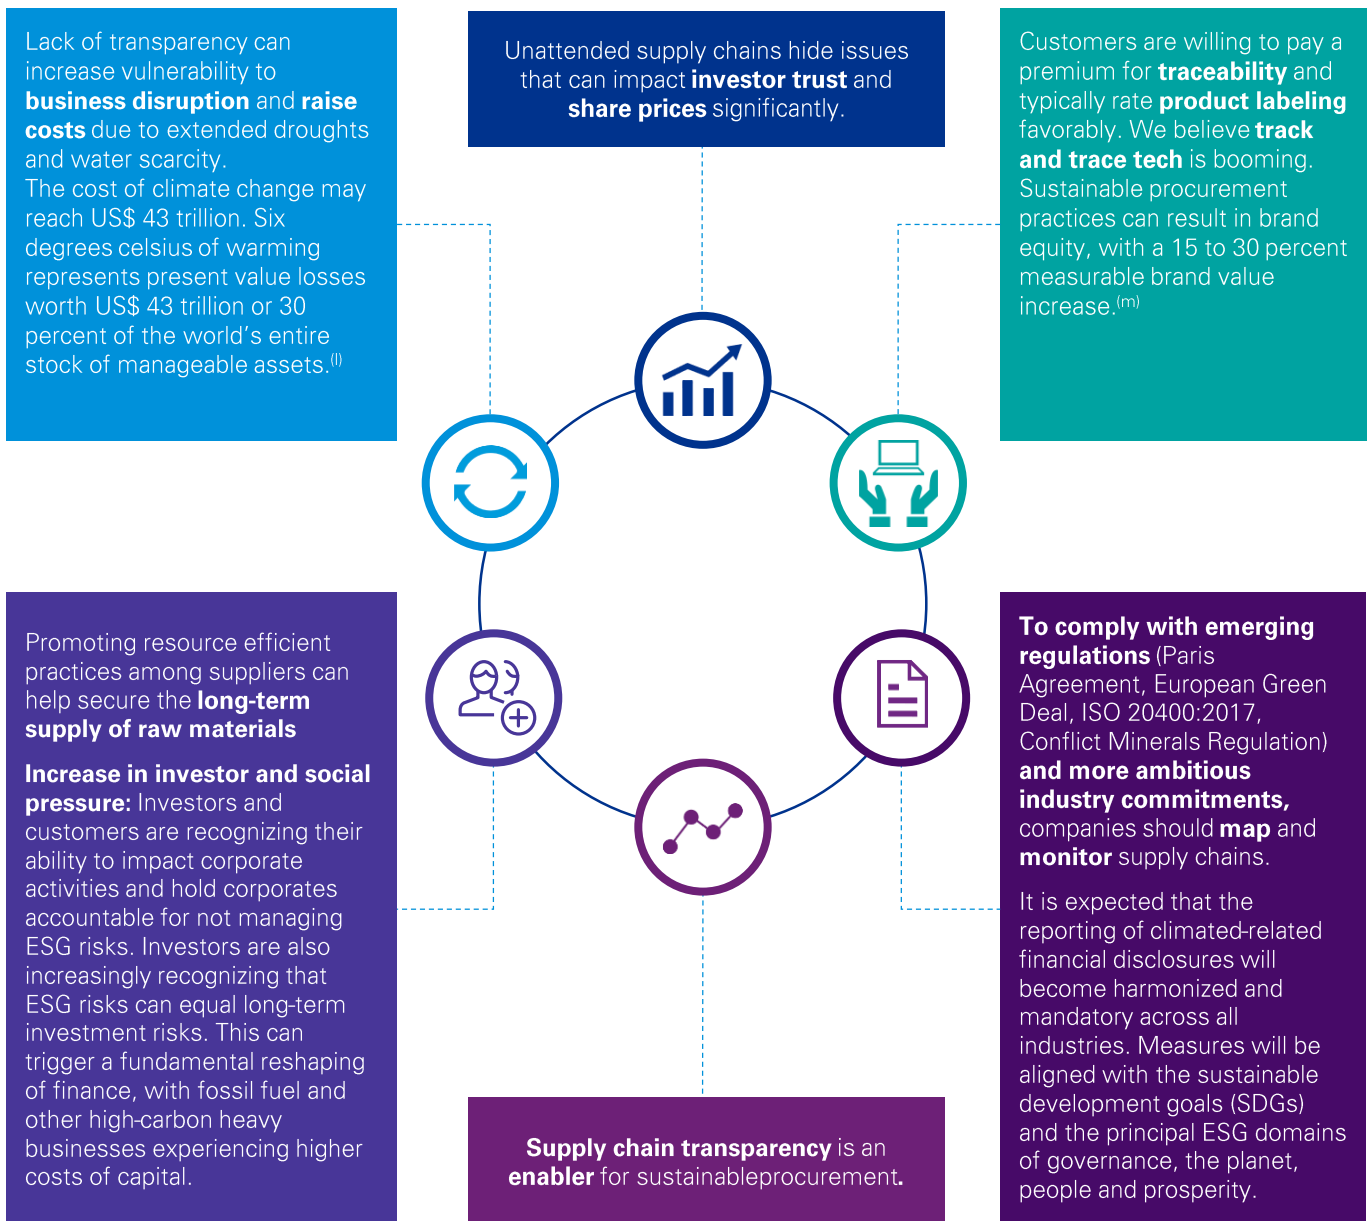 Lack of transparency can
increase vulnerability to
business disruption and raise
costs due to extended droughts
and water scarcity.
The cost of climate change may
reach US$ 43 trillion. Six
degrees celsius of warming
represents present value losses
worth US$ 43 trillion or 30
percent of the world's entire
stock of manageable assets.(l)
Unattended supply chains hide issues
that can impact investor trust and
share prices significantly.
Customers are willing to pay a
premium for traceability and
typically rate product labeling
favorably. We believe track
and trace tech is booming.
Sustainable procurement
practices can result in brand
equity, with a 15 to 30 percent
measurable brand value
increase.(m)
Promoting resource efficient
practices among suppliers can
help secure the long-term
supply of raw materials
Increase in investor and social
pressure: Investors and
customers are recognizing their
ability to impact corporate
activities and hold corporates
accountable for not managing
ESG risks. Investors are also
increasingly recognizing that
ESG risks can equal long-term
investment risks. This can
trigger a fundamental reshaping
of finance, with fossil fuel and
other high-carbon heavy
businesses experiencing higher
costs of capital.
Supply chain transparency is an
enabler for sustainableprocurement.
To comply with emerging
regulations (Paris
Agreement, European Green
Deal, ISO 20400:2017,
Conflict Minerals Regulation)
and more ambitious
industry commitments,
companies should map and
monitor supply chains.
It is expected that the
reporting of climated-related
financial disclosures will
become harmonized and
mandatory across all
industries. Measures will be
aligned with the sustainable
development goals (SDGs)
and the principal ESG domains
of governance, the planet,
people and prosperity.